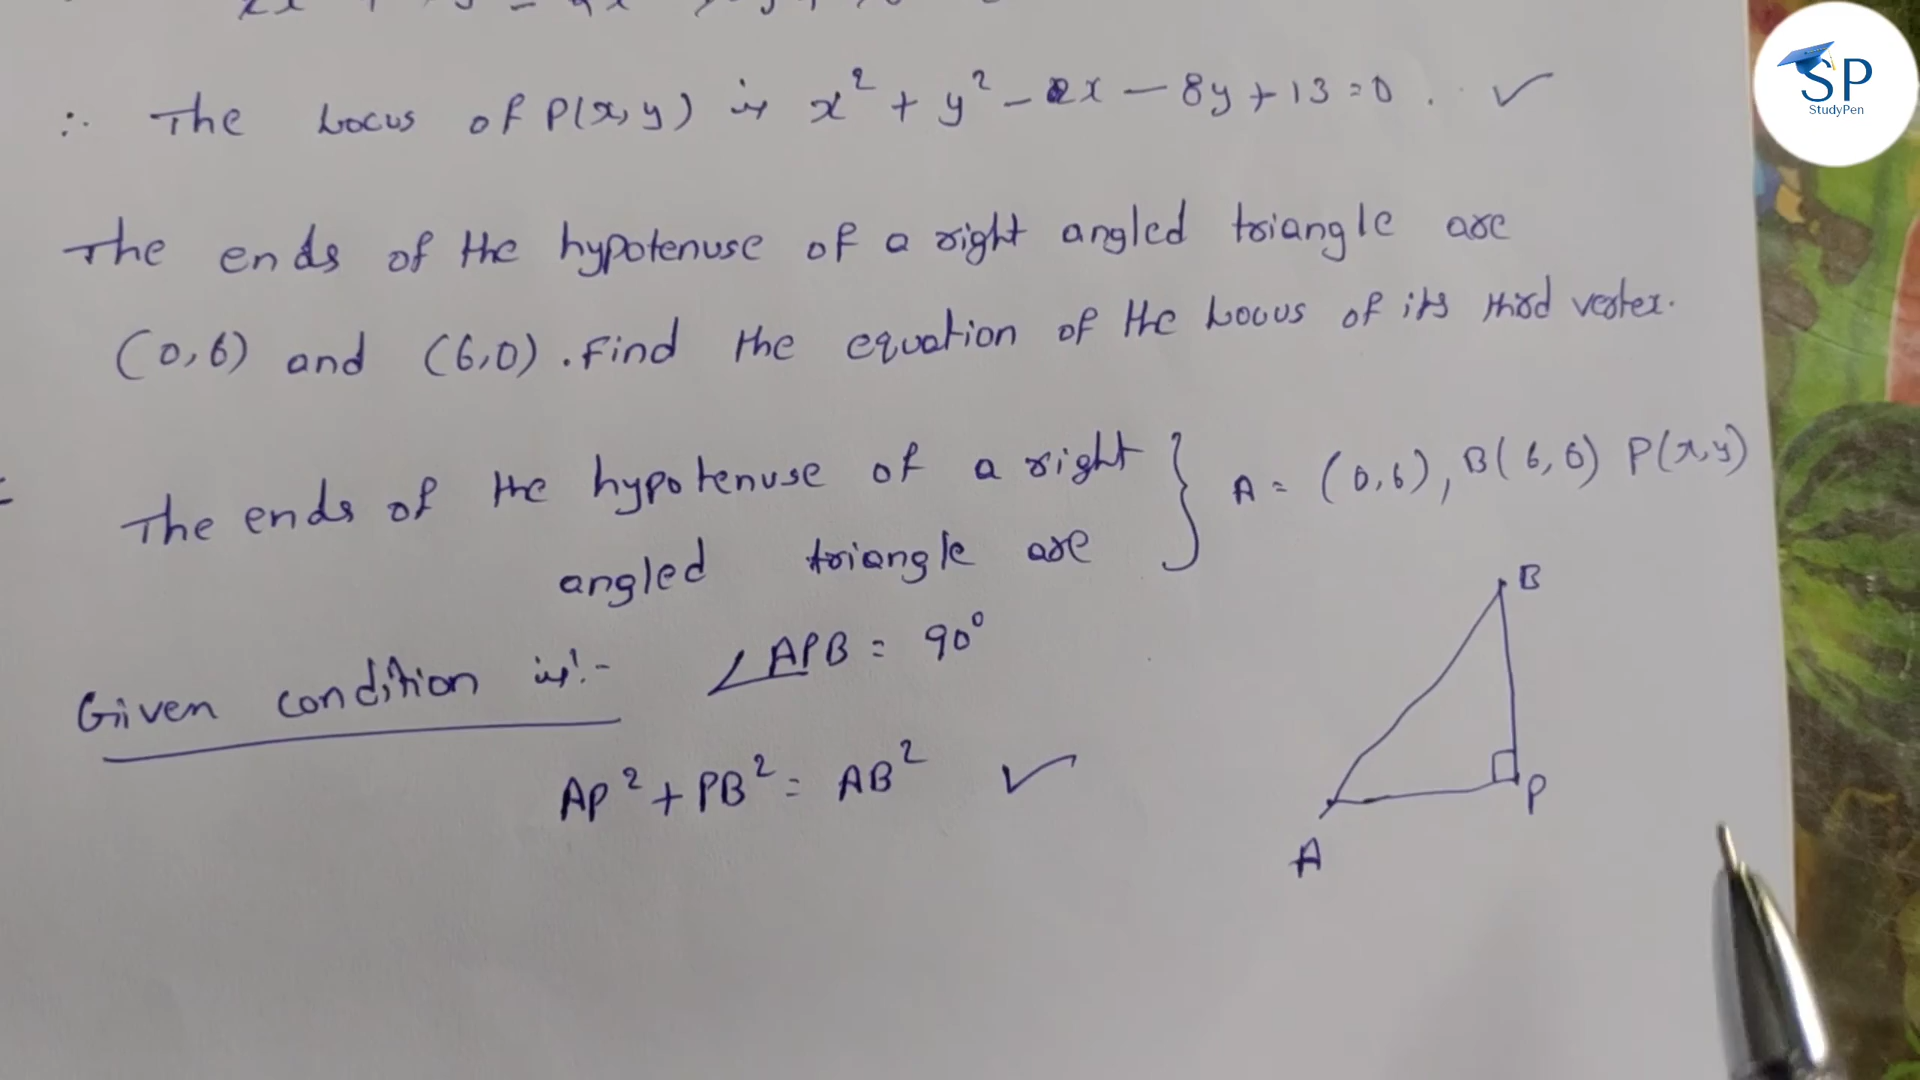 ∴ The Locus of P(x, y) is x² + y² - 2x - 8y + 13 = 0. ✓
SP
StudyPen
The ends of the hypotenuse of a right angled triangle are
(0,6) and (6,0). Find the equation of the Locus of its third vertex.
The ends of the hypotenuse of a right } A = (0,6), B(6,0) P(x,y)
angled triangle are
B
Given condition is:- ∠APB = 90°
AP² + PB² = AB² ✓
P
A